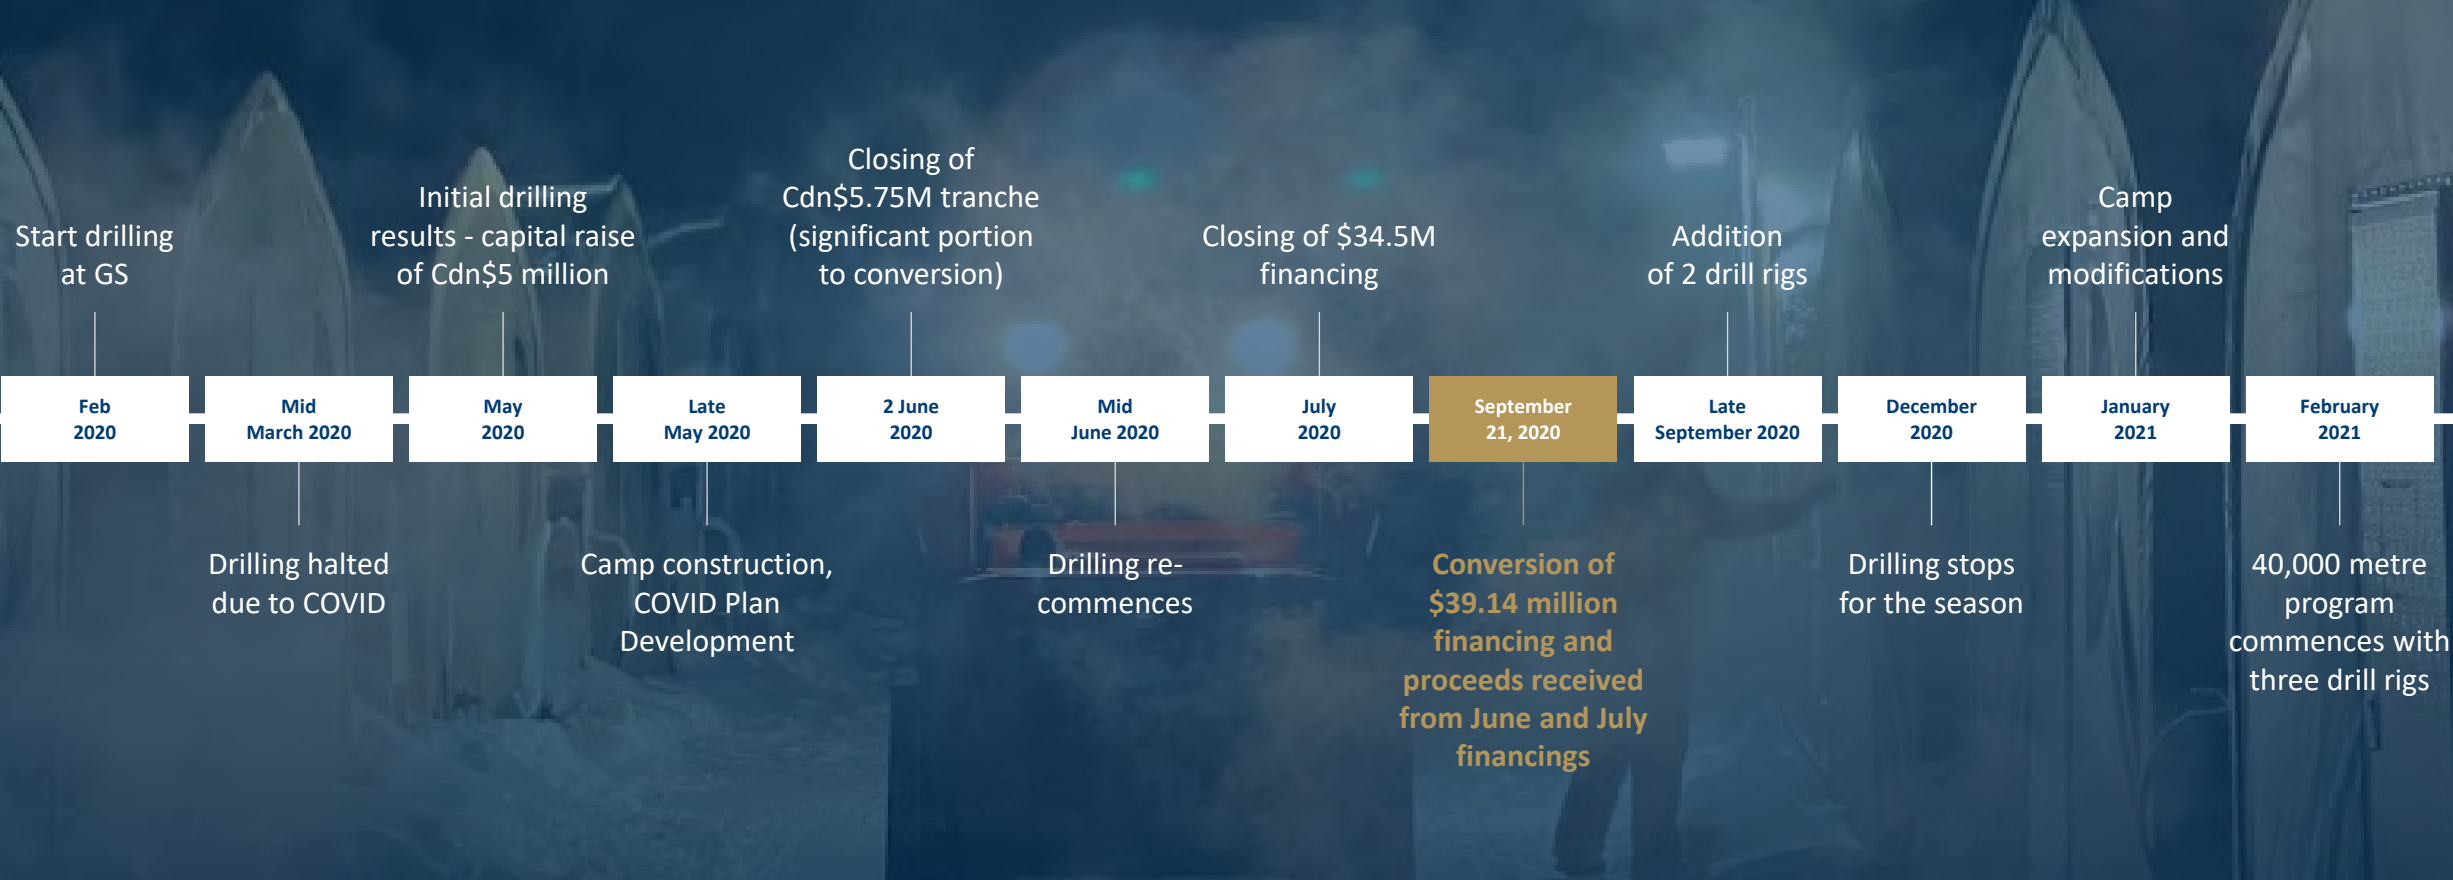 Start drilling
at GS
Feb
2020
Mid
March 2020
Drilling halted
due to COVID
Initial drilling
results - capital raise
of Cdn$5 million
May
2020
Late
May 2020
Camp construction,
COVID Plan
Development
Closing of
Cdn$5.75M tranche
(significant portion
to conversion)
2 June
2020
Mid
June 2020
Drilling re-
commences
Closing of $34.5M
financing
July
2020
September
21, 2020
Conversion of
$39.14 million
financing and
proceeds received
from June and July
financings
Addition
of 2 drill rigs
Late
September 2020
December
2020
Drilling stops
for the season
Camp
expansion and
modifications
January
2021
February
2021
40,000 metre
program
commences with
three drill rigs